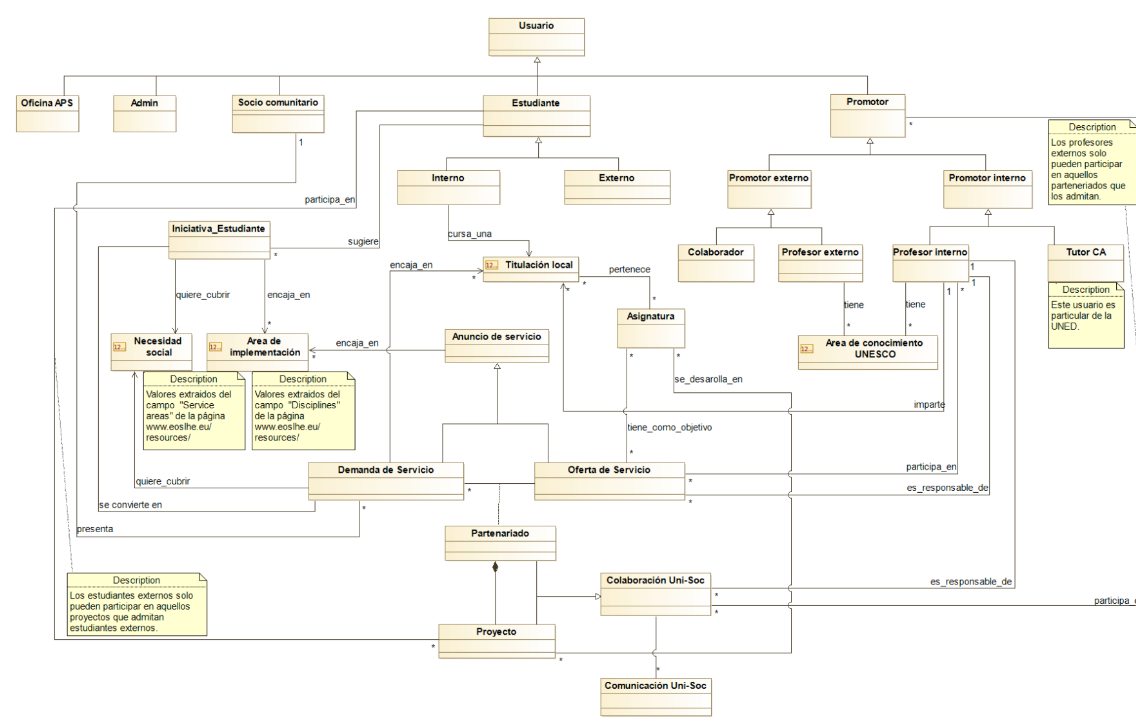 Usuario
Oficina APS
Admin
Socio comunitario
Estudiante
Promotor
1
*
Description
Los profesores
externos solo
pueden participar
en aquellos
parteneriados que
los admitan.
Interno
Externo
Promotor externo
Promotor interno
participa_en
Iniciativa_Estudiante
sugiere
*
cursa_una
Colaborador
Profesor externo
Profesor interno
Tutor CA
encaja_en
12..
Titulación local
pertenece
*
*
*
*
1
1
1
*
quiere_cubrir
encaja_en
*
Description
Este usuario es
particular de la
UNED.
tiene
tiene
*
*
Asignatura
*
*
12..
Necesidad
social
12..
Area de
implementación
*
encaja_en
Anuncio de servicio
12..
Area de conocimiento
UNESCO
Description
Valores extraidos del
campo "Service
areas" de la página
www.eoslhe.eu/
resources/
Description
Valores extraidos del
campo "Disciplines"
de la página
www.eoslhe.eu/
resources/
se_desarolla_en
imparte
tiene_como_objetivo
*
Demanda de Servicio
Oferta de Servicio
participa_en
*
quiere_cubrir
*
es_responsable_de
*
se convierte en
*
presenta
Partenariado
Description
Los estudiantes externos solo
pueden participar en aquellos
proyectos que admitan
estudiantes externos.
Colaboración Uni-Soc
es_responsable_de
*
*
participa_e
Proyecto
*
*
*
Comunicación Uni-Soc